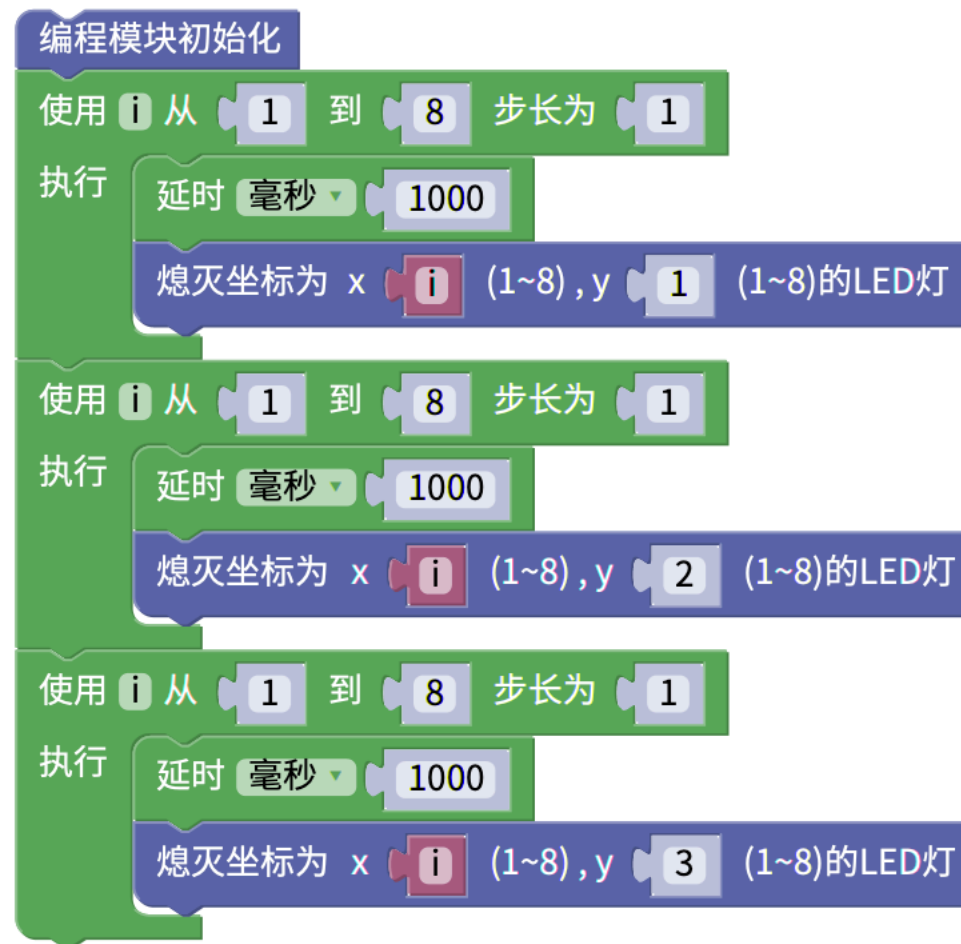 编程模块初始化
使用 i 从 1 到 8 步长为 1
执行 延时 毫秒 1000
熄灭坐标为 x i (1~8) , y 1 (1~8)的LED灯
使用 i 从 1 到 8 步长为 1
执行 延时 毫秒 1000
熄灭坐标为 x i (1~8) , y 2 (1~8)的LED灯
使用 i 从 1 到 8 步长为 1
执行 延时 毫秒 1000
熄灭坐标为 x i (1~8) , y 3 (1~8)的LED灯